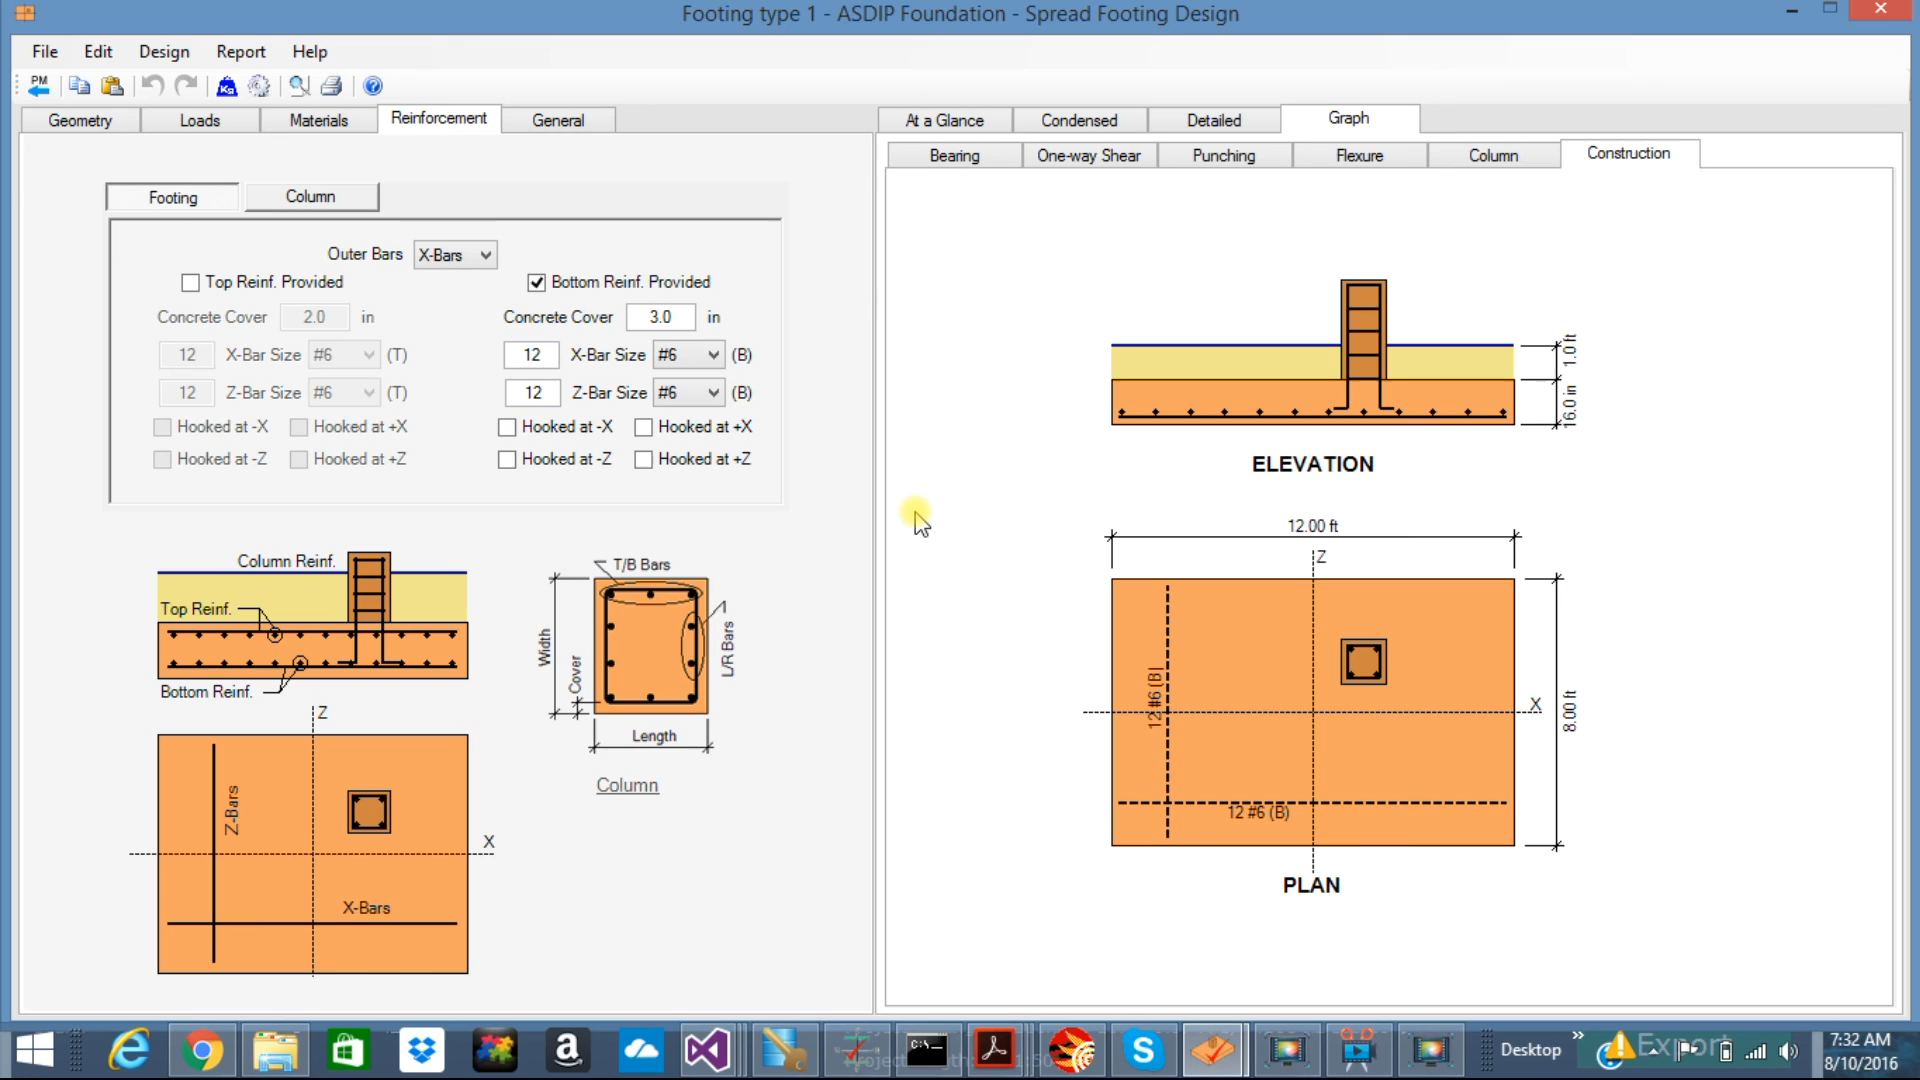 Footing type 1 - ASDIP Foundation - Spread Footing Design
File Edit Design Report Help
PM
Kg
Geometry Loads Materials Reinforcement General
At a Glance Condensed Detailed Graph
Bearing One-way Shear Punching Flexure Column Construction
Footing Column
Outer Bars X-Bars
Top Reinf. Provided Bottom Reinf. Provided
Concrete Cover 2.0 in Concrete Cover 3.0 in
12 X-Bar Size #6 (T) 12 X-Bar Size #6 (B)
12 Z-Bar Size #6 (T) 12 Z-Bar Size #6 (B)
Hooked at -X Hooked at +X Hooked at -X Hooked at +X
Hooked at -Z Hooked at +Z Hooked at -Z Hooked at +Z
Column Reinf.
Top Reinf.
Bottom Reinf.
T/B Bars
L/R Bars
Width
Cover
Length
Column
Z
X
Z-Bars
X-Bars
1.0 ft
16.0 in
ELEVATION
12.00 ft
Z
X
12 #6 (B)
8.00 ft
12 #6 (B)
PLAN
Desktop
Export
7:32 AM
8/10/2016